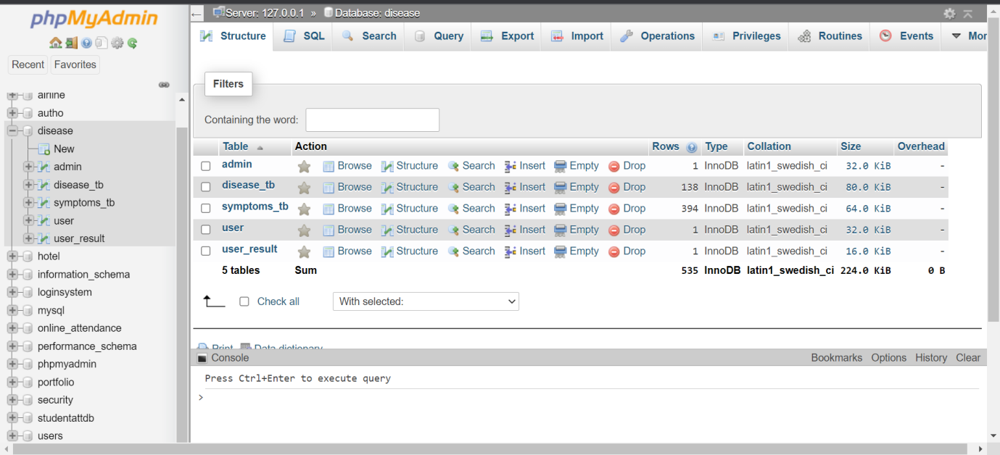 phpMyAdmin
Recent Favorites
airline
autho
disease
New
admin
disease_tb
symptoms_tb
user
user_result
hotel
information_schema
loginsystem
mysql
online_attendance
performance_schema
phpmyadmin
portfolio
security
studentattdb
users
Server: 127.0.0.1 » Database: disease
Structure SQL Search Query Export Import Operations Privileges Routines Events Mor
Filters
Containing the word:
Table Action Rows Type Collation Size Overhead
admin Browse Structure Search Insert Empty Drop 1 InnoDB latin1_swedish_ci 32.0 KiB -
disease_tb Browse Structure Search Insert Empty Drop 138 InnoDB latin1_swedish_ci 80.0 KiB -
symptoms_tb Browse Structure Search Insert Empty Drop 394 InnoDB latin1_swedish_ci 64.0 KiB -
user Browse Structure Search Insert Empty Drop 1 InnoDB latin1_swedish_ci 32.0 KiB -
user_result Browse Structure Search Insert Empty Drop 1 InnoDB latin1_swedish_ci 16.0 KiB -
5 tables Sum 535 InnoDB latin1_swedish_ci 224.0 KiB 0 B
Check all With selected:
Print Data dictionary
Console Bookmarks Options History Clear
Press Ctrl+Enter to execute query
>